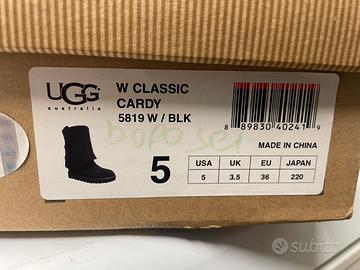 UGG
australia
W CLASSIC
CARDY
5819 W / BLK
5
8 89830 40241 9
MADE IN CHINA
USA UK EU JAPAN
5 3.5 36 220
subito